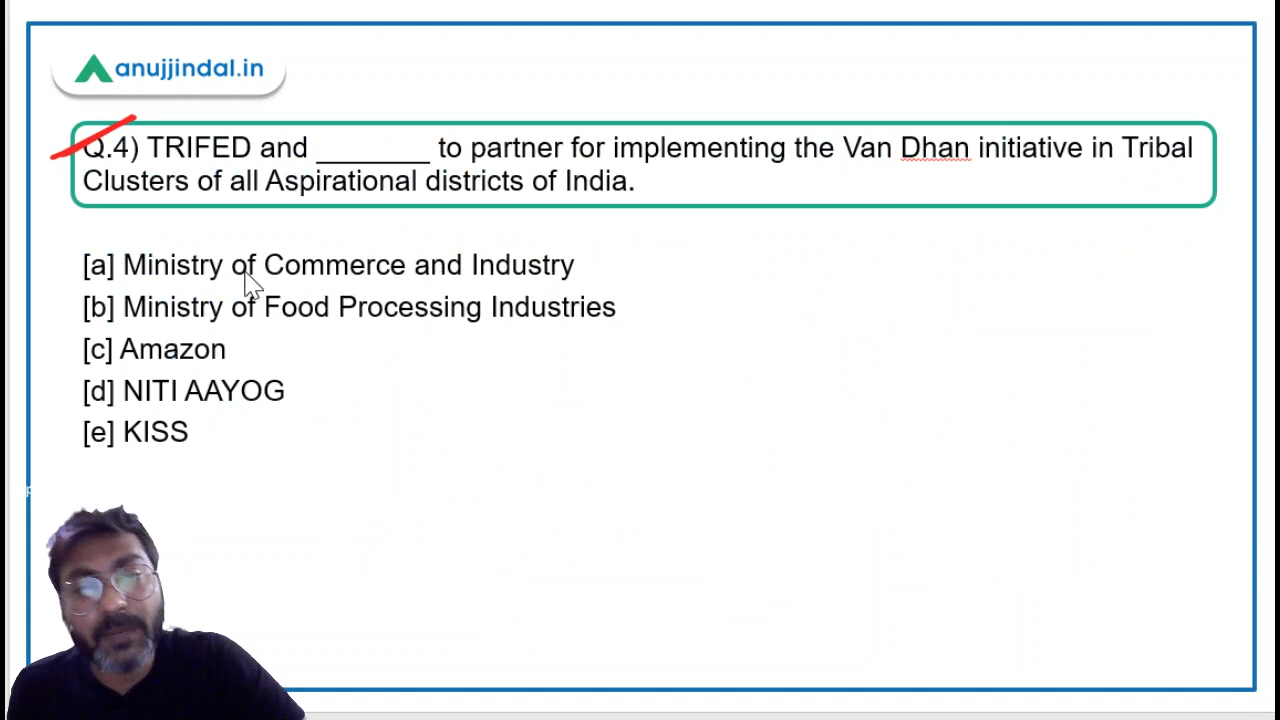 anujjindal.in
Q.4) TRIFED and _______ to partner for implementing the Van Dhan initiative in Tribal
Clusters of all Aspirational districts of India.
[a] Ministry of Commerce and Industry
[b] Ministry of Food Processing Industries
[c] Amazon
[d] NITI AAYOG
[e] KISS